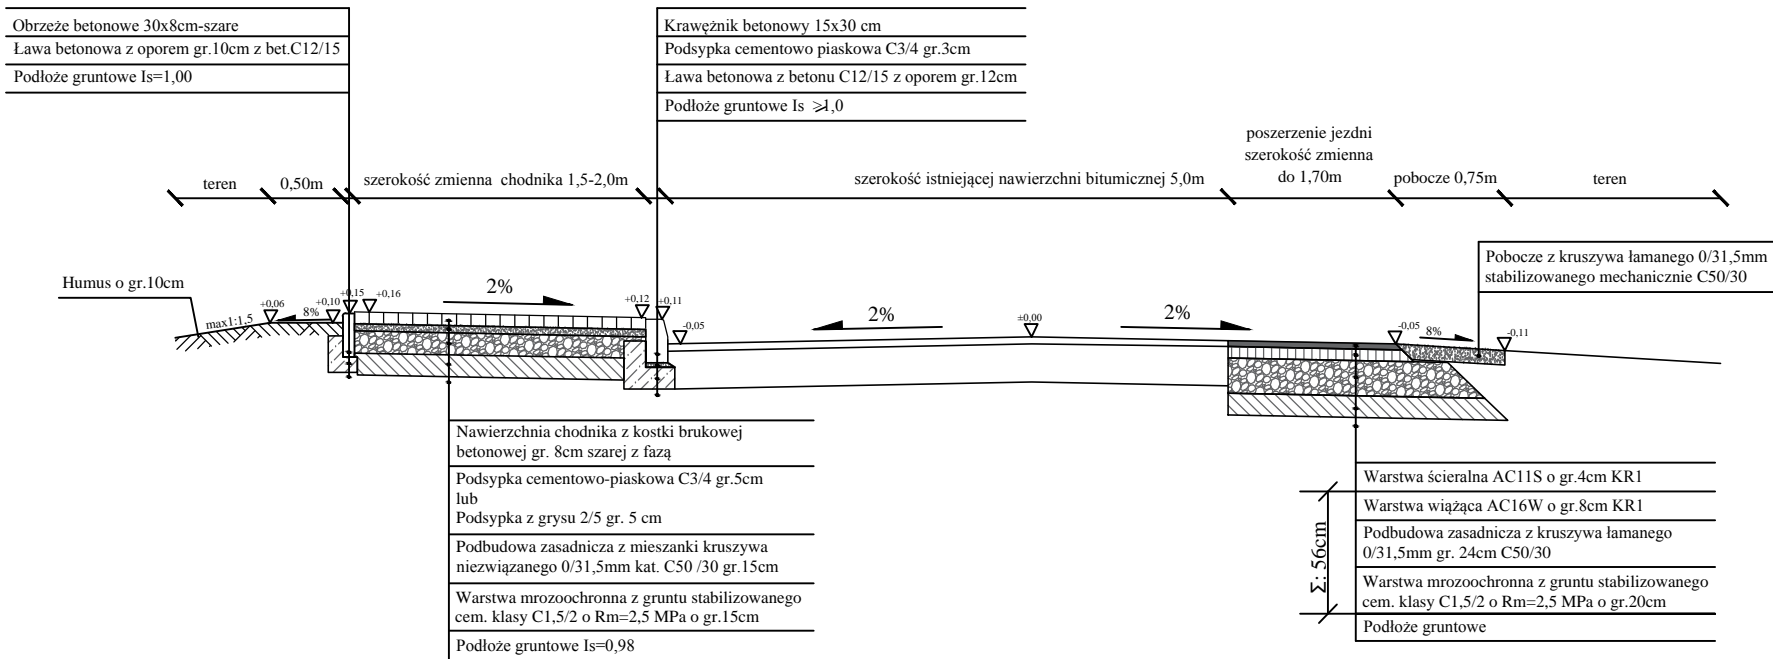 Obrzeże betonowe 30x8cm-szare
Ława betonowa z oporem gr.10cm z bet.C12/15
Podłoże gruntowe Is=1,00
Krawężnik betonowy 15x30 cm
Podsypka cementowo piaskowa C3/4 gr.3cm
Ława betonowa z betonu C12/15 z oporem gr.12cm
Podłoże gruntowe Is ≥1,0
teren
0,50m
szerokość zmienna chodnika 1,5-2,0m
szerokość istniejącej nawierzchni bitumicznej 5,0m
poszerzenie jezdni
szerokość zmienna
do 1,70m
pobocze 0,75m
teren
Humus o gr.10cm
max1:1,5
+0,06
8%
+0,10
+0,15
+0,16
2%
+0,12
+0,11
-0,05
2%
±0,00
2%
-0,05
8%
-0,11
Pobocze z kruszywa łamanego 0/31,5mm
stabilizowanego mechanicznie C50/30
Nawierzchnia chodnika z kostki brukowej
betonowej gr. 8cm szarej z fazą
Podsypka cementowo-piaskowa C3/4 gr.5cm
lub
Podsypka z grysu 2/5 gr. 5 cm
Podbudowa zasadnicza z mieszanki kruszywa
niezwiązanego 0/31,5mm kat. C50 /30 gr.15cm
Warstwa mrozoochronna z gruntu stabilizowanego
cem. klasy C1,5/2 o Rm=2,5 MPa o gr.15cm
Podłoże gruntowe Is=0,98
Σ: 56cm
Warstwa ścieralna AC11S o gr.4cm KR1
Warstwa wiążąca AC16W o gr.8cm KR1
Podbudowa zasadnicza z kruszywa łamanego
0/31,5mm gr. 24cm C50/30
Warstwa mrozoochronna z gruntu stabilizowanego
cem. klasy C1,5/2 o Rm=2,5 MPa o gr.20cm
Podłoże gruntowe